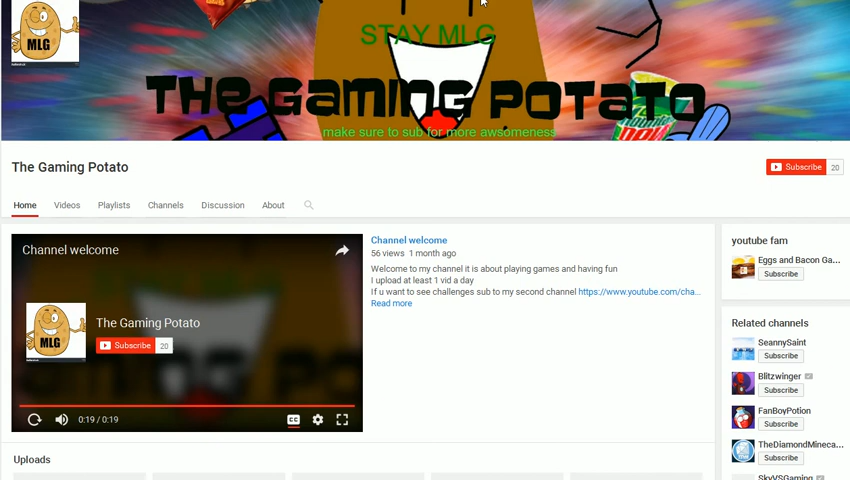 MLG
STAY MLG
THE GAMING POTATO
make sure to sub for more awsomeness
The Gaming Potato
Subscribe 20
Home Videos Playlists Channels Discussion About
Channel welcome
MLG
The Gaming Potato
Subscribe 20
0:19 / 0:19
CC
Channel welcome
56 views 1 month ago
Welcome to my channel it is about playing games and having fun
I upload at least 1 vid a day
If u want to see challenges sub to my second channel https://www.youtube.com/cha...
Read more
Uploads
youtube fam
Eggs and Bacon Ga...
Subscribe
Related channels
SeannySaint
Subscribe
Blitzwinger
Subscribe
FanBoyPotion
Subscribe
TheDiamondMineca...
Subscribe
SkyVSGaming